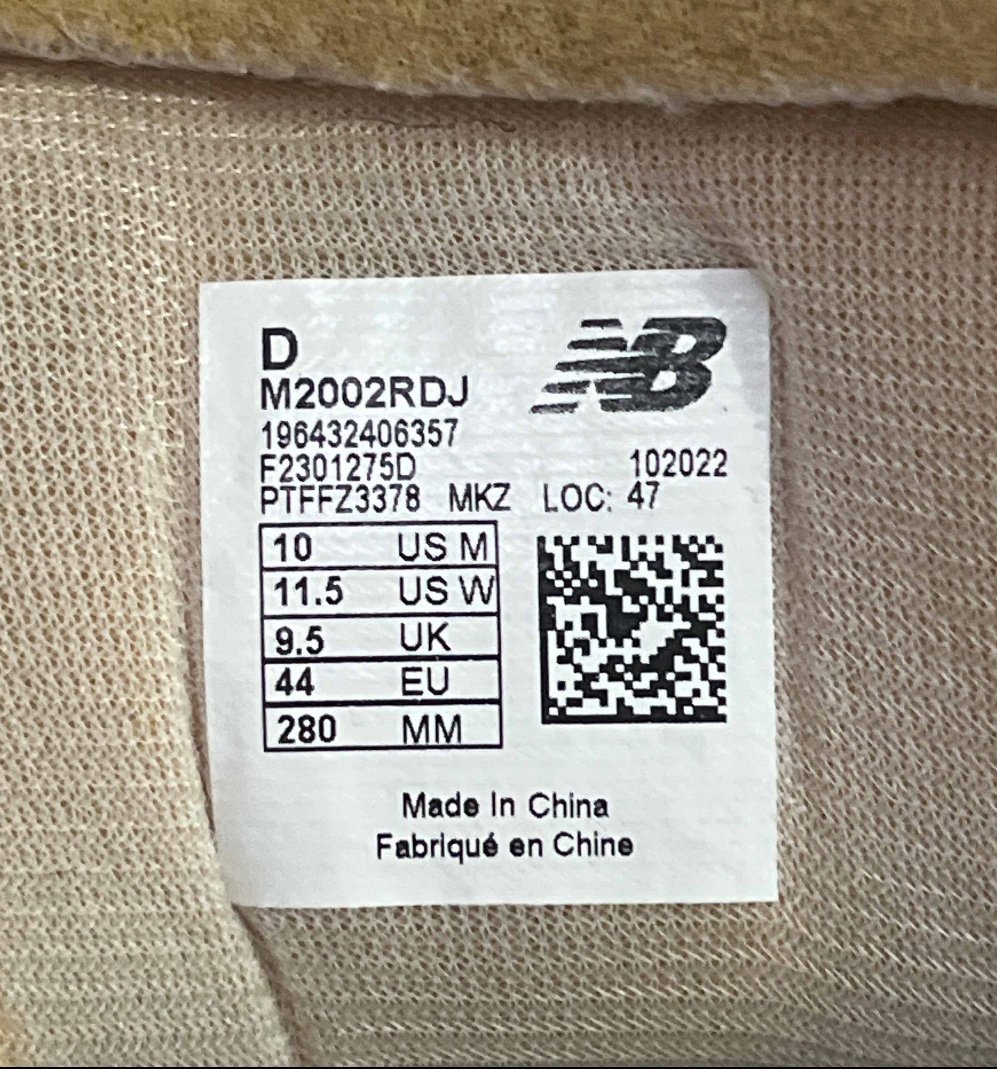 D
NB
M2002RDJ
196432406357
F2301275D 102022
PTFFZ3378 MKZ LOC: 47
10 US M
11.5 US W
9.5 UK
44 EU
280 MM
Made In China
Fabriqué en Chine